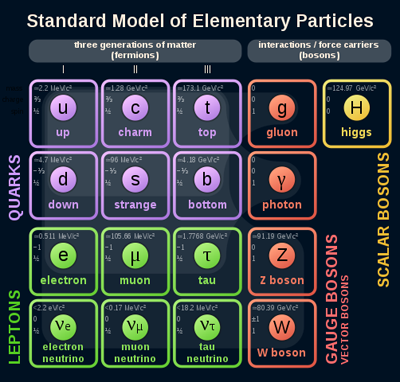 Standard Model of Elementary Particles
three generations of matter
(fermions)
interactions / force carriers
(bosons)
I II III
≈2.2 MeV/c² ≈1.28 GeV/c² ≈173.1 GeV/c² 0 ≈124.97 GeV/c²
⅔ ⅔ ⅔ 0 0
½ ½ ½ 1 0
u c t g H
up charm top gluon higgs
≈4.7 MeV/c² ≈96 MeV/c² ≈4.18 GeV/c² 0
−⅓ −⅓ −⅓ 0
½ ½ ½ 1
d s b γ
down strange bottom photon
≈0.511 MeV/c² ≈105.66 MeV/c² ≈1.7768 GeV/c² ≈91.19 GeV/c²
−1 −1 −1 0
½ ½ ½ 1
e μ τ Z
electron muon tau Z boson
<2.2 eV/c² <0.17 MeV/c² <18.2 MeV/c² ≈80.39 GeV/c²
0 0 0 ±1
½ ½ ½ 1
νe νμ ντ W
electron
neutrino
muon
neutrino
tau
neutrino
W boson
QUARKS
LEPTONS
GAUGE BOSONS
VECTOR BOSONS
SCALAR BOSONS